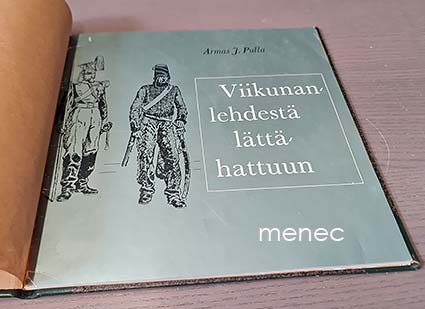 Armas J. Pulla
Viikunan-
lehdestä
lättä-
hattuun
menec